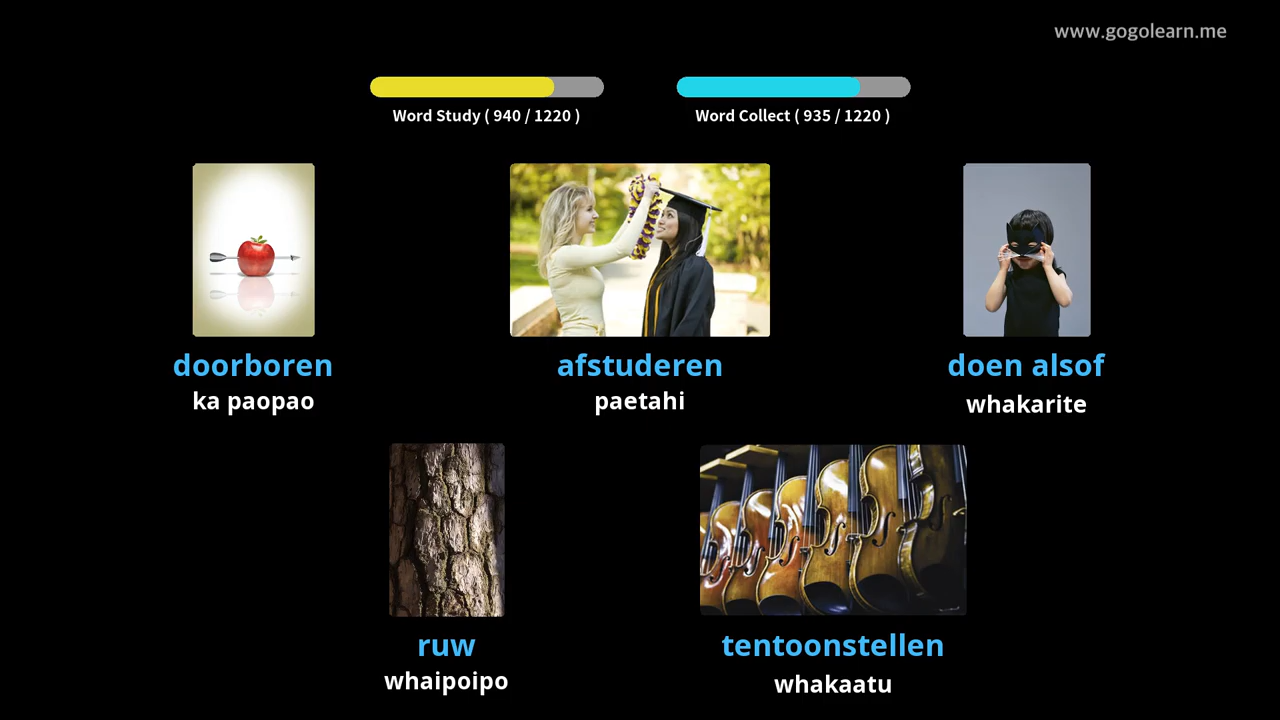 www.gogolearn.me
Word Study ( 940 / 1220 )
Word Collect ( 935 / 1220 )
doorboren
ka paopao
afstuderen
paetahi
doen alsof
whakarite
ruw
whaipoipo
tentoonstellen
whakaatu